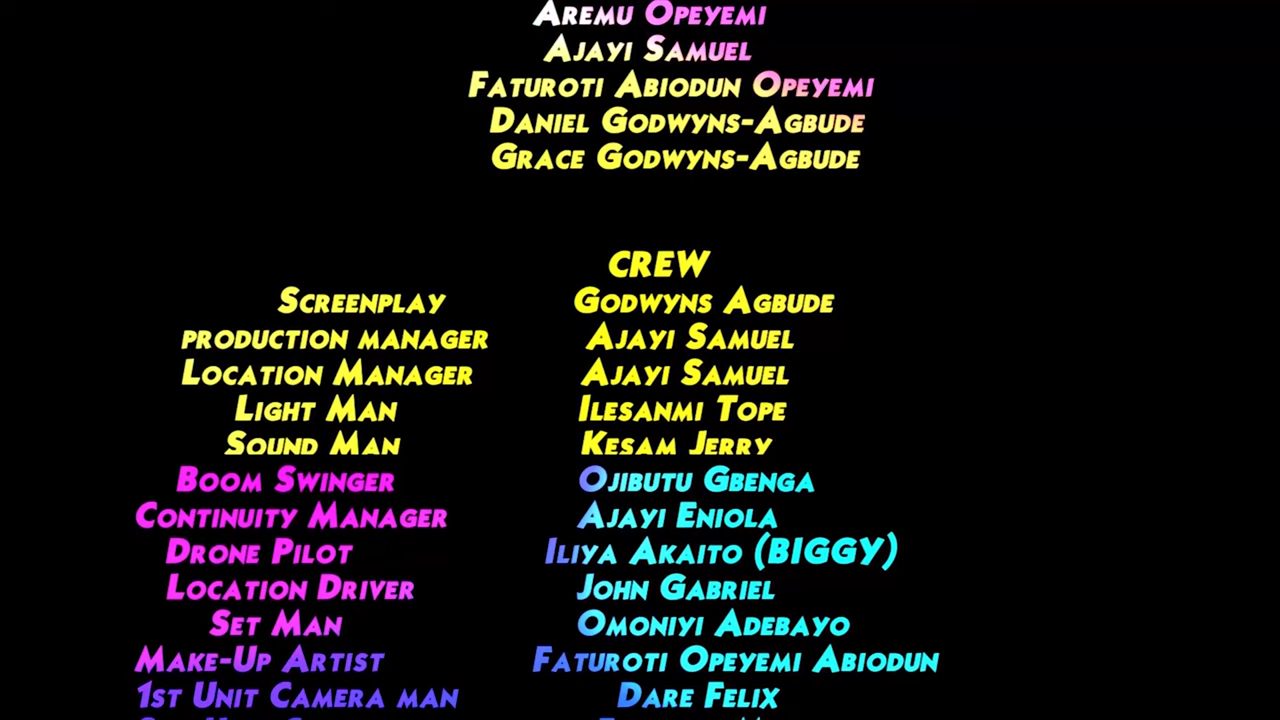 Aremu Opeyemi
Ajayi Samuel
Faturoti Abiodun Opeyemi
Daniel Godwyns-Agbude
Grace Godwyns-Agbude
CREW
Screenplay Godwyns Agbude
production manager Ajayi Samuel
Location Manager Ajayi Samuel
Light Man Ilesanmi Tope
Sound Man Kesam Jerry
Boom Swinger Ojibutu Gbenga
Continuity Manager Ajayi Eniola
Drone Pilot Iliya Akaito (BIGGY)
Location Driver John Gabriel
Set Man Omoniyi Adebayo
Make-Up Artist Faturoti Opeyemi Abiodun
1st Unit Camera man Dare Felix